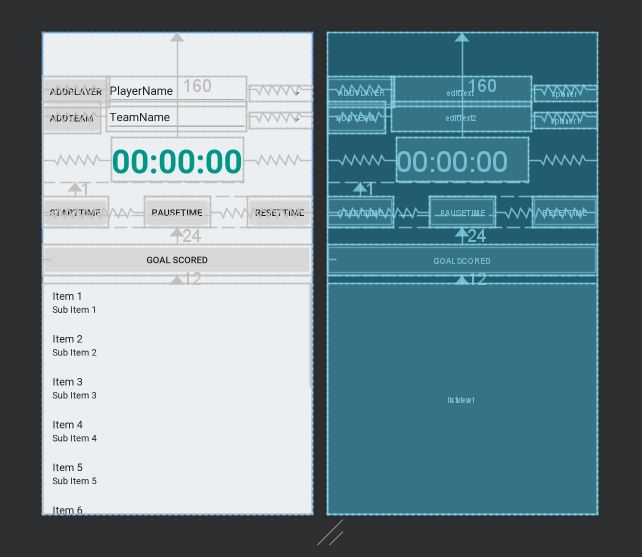 ADDPLAYER PlayerName 160
ADDTEAM TeamName
00:00:00
1
STARTTIME PAUSETIME RESETTIME
24
GOAL SCORED
12
Item 1
Sub Item 1
Item 2
Sub Item 2
Item 3
Sub Item 3
Item 4
Sub Item 4
Item 5
Sub Item 5
Item 6
ADDPLAYER editText 160
ADDTEAM editText2
00:00:00
1
STARTTIME PAUSETIME RESETTIME
24
GOAL SCORED
12
listview1